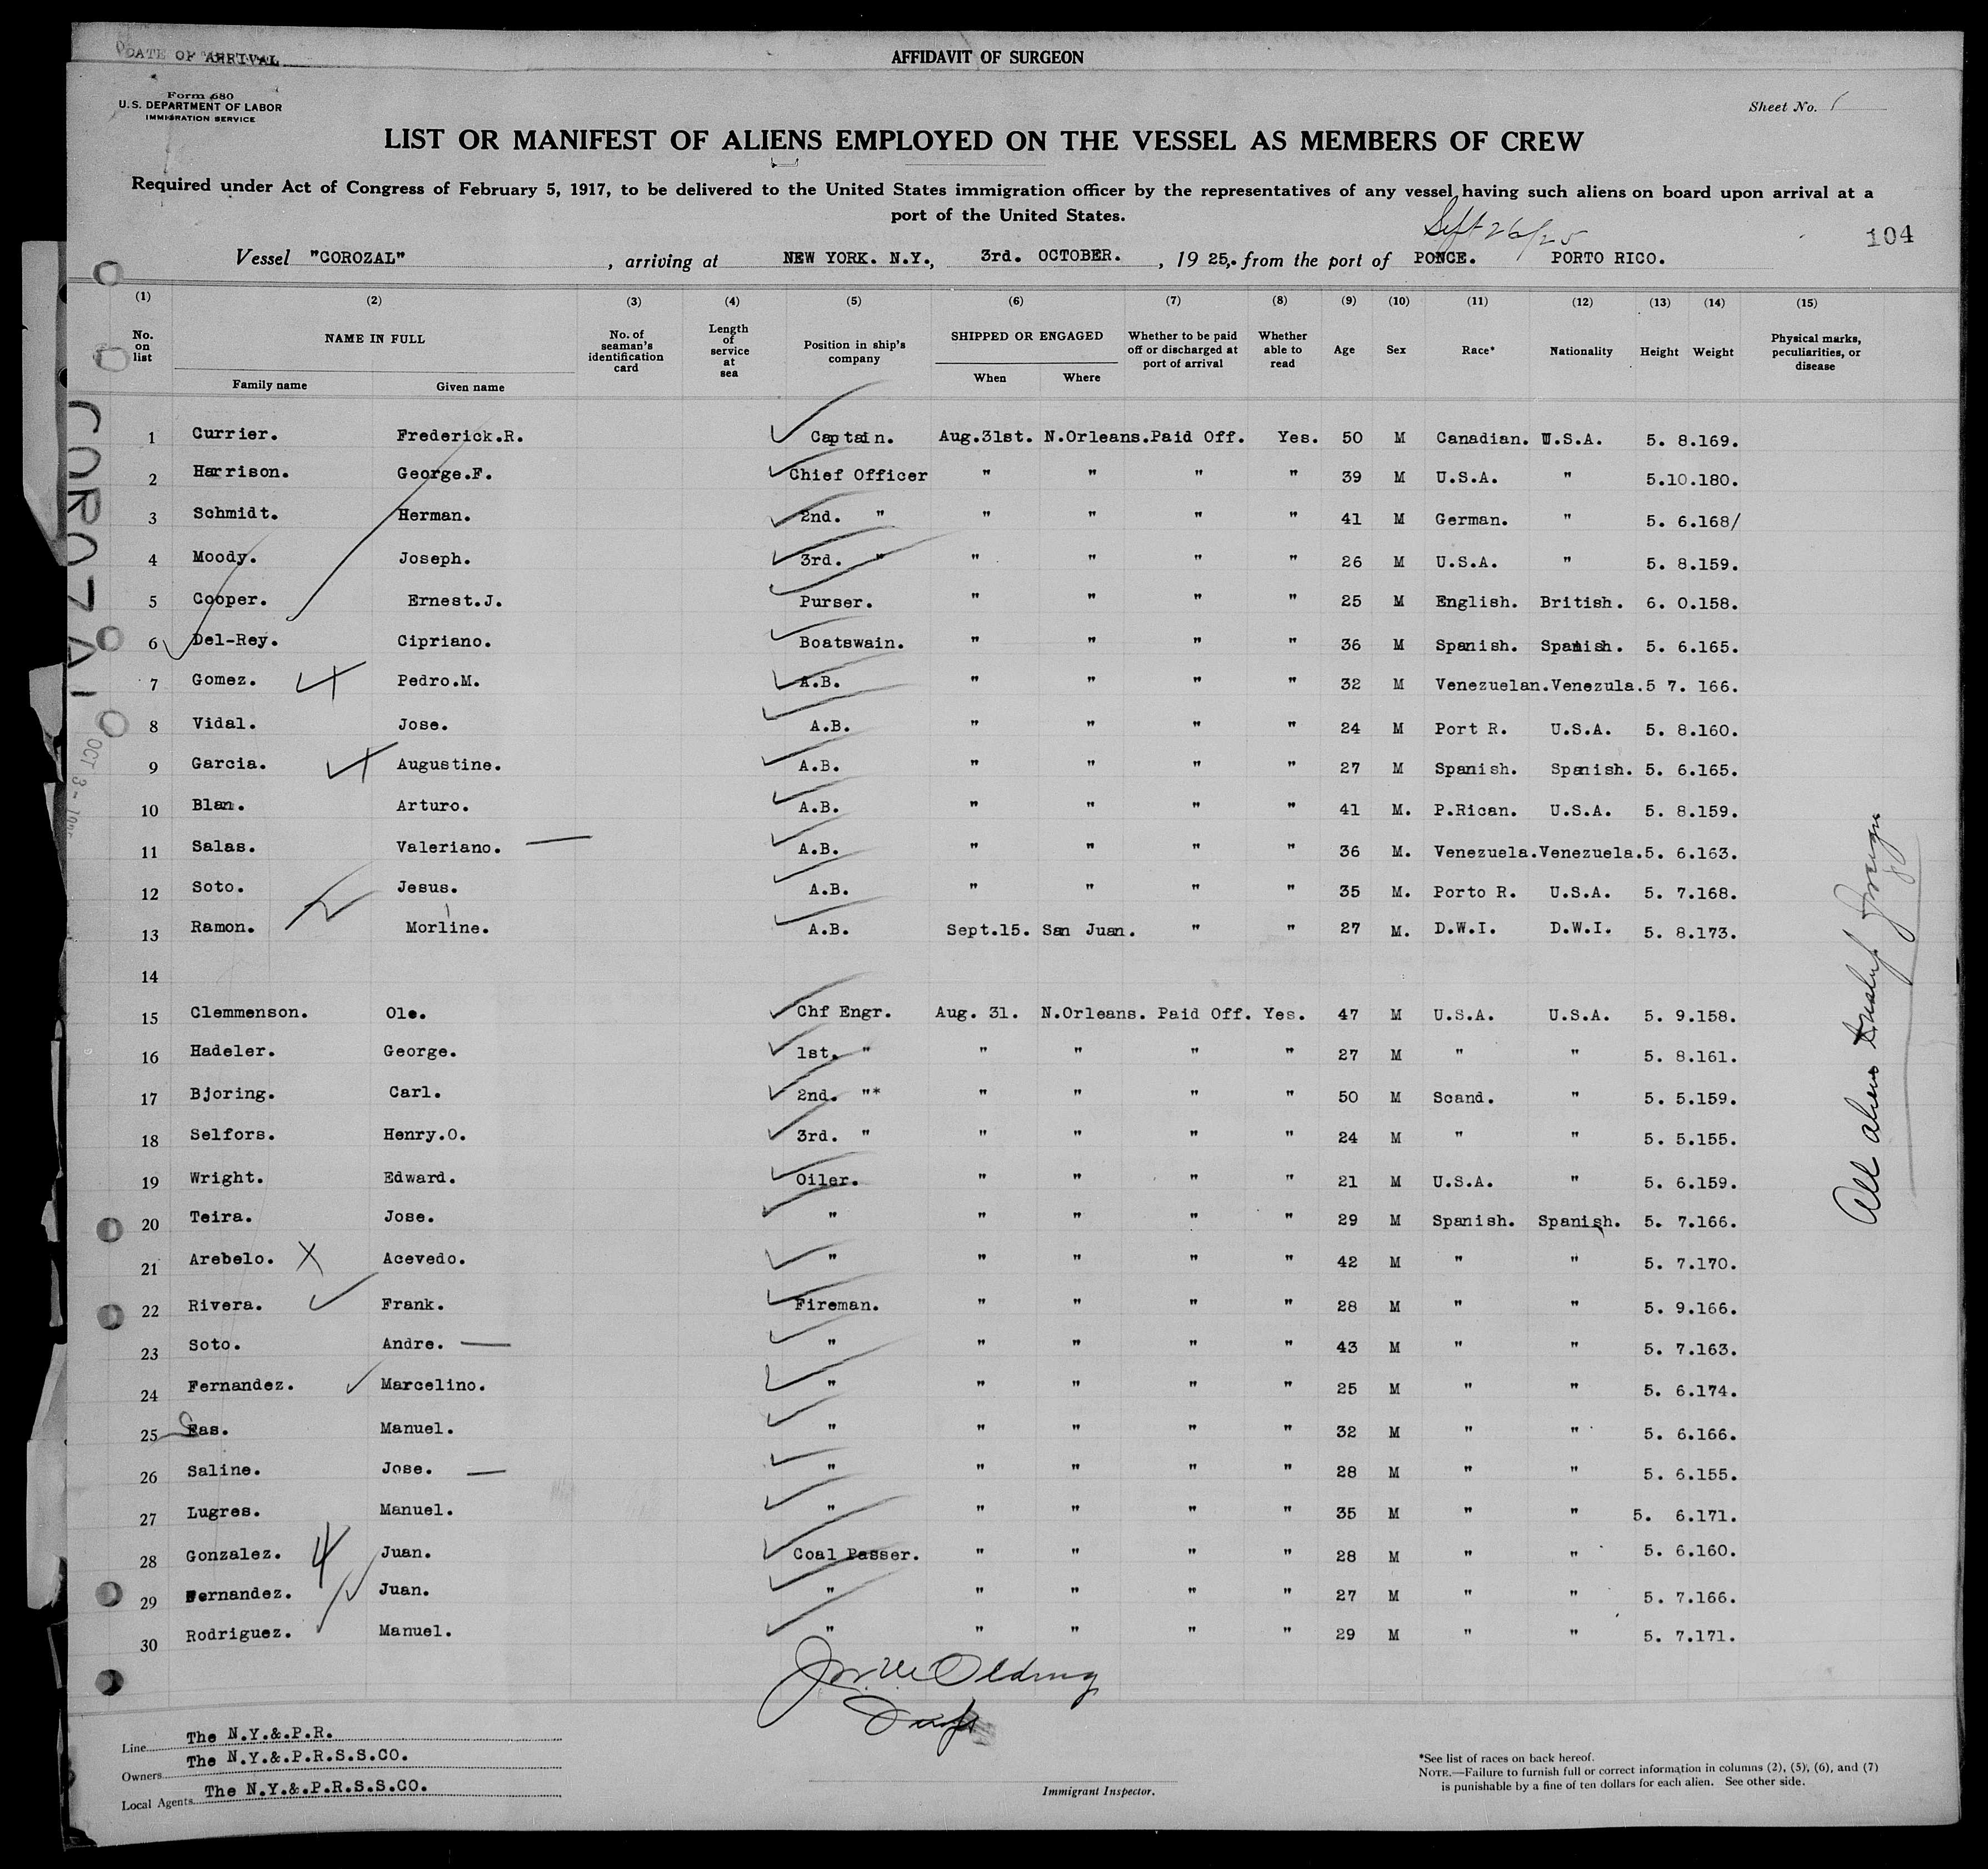 DATE OF ARRIVAL
AFFIDAVIT OF SURGEON
Form 680
U.S. DEPARTMENT OF LABOR
IMMIGRATION SERVICE
Sheet No. 1
LIST OR MANIFEST OF ALIENS EMPLOYED ON THE VESSEL AS MEMBERS OF CREW
Required under Act of Congress of February 5, 1917, to be delivered to the United States immigration officer by the representatives of any vessel having such aliens on board upon arrival at a
port of the United States.
Sept 26/25
104
Vessel "COROZAL", arriving at NEW YORK. N.Y., 3rd. OCTOBER., 1925,. from the port of PONCE. PORTO RICO.
(1) (2) (3) (4) (5) (6) (7) (8) (9) (10) (11) (12) (13) (14) (15)
No. on list NAME IN FULL Family name Given name No. of seaman's identification card Length of service at sea Position in ship's company SHIPPED OR ENGAGED When Where Whether to be paid off or discharged at port of arrival Whether able to read Age Sex Race* Nationality Height Weight Physical marks, peculiarities, or disease
1 Currier. Frederick.R. Captain. Aug.31st. N.Orleans. Paid Off. Yes. 50 M Canadian. U.S.A. 5. 8.169.
2 Harrison. George.F. Chief Officer " " " " 39 M U.S.A. " 5.10.180.
3 Schmidt. Herman. 2nd. " " " " " 41 M German. " 5. 6.168/
4 Moody. Joseph. 3rd. " " " " " 26 M U.S.A. " 5. 8.159.
5 Cooper. Ernest.J. Purser. " " " " 25 M English. British. 6. 0.158.
6 Del-Rey. Cipriano. Boatswain. " " " " 36 M Spanish. Spanish. 5. 6.165.
7 Gomez. Pedro.M. A.B. " " " " 32 M Venezuelan. Venezula. 5 7. 166.
8 Vidal. Jose. A.B. " " " " 24 M Port R. U.S.A. 5. 8.160.
9 Garcia. Augustine. A.B. " " " " 27 M Spanish. Spanish. 5. 6.165.
10 Blan. Arturo. A.B. " " " " 41 M. P.Rican. U.S.A. 5. 8.159.
11 Salas. Valeriano. A.B. " " " " 36 M. Venezuela. Venezuela. 5. 6.163.
12 Soto. Jesus. A.B. " " " " 35 M. Porto R. U.S.A. 5. 7.168.
13 Ramon. Morline. A.B. Sept.15. San Juan. " " 27 M. D.W.I. D.W.I. 5. 8.173.
14
15 Clemmenson. Ole. Chf Engr. Aug. 31. N.Orleans. Paid Off. Yes. 47 M U.S.A. U.S.A. 5. 9.158.
16 Hadeler. George. 1st. " " " " " 27 M " " 5. 8.161.
17 Bjoring. Carl. 2nd. "* " " " " 50 M Scand. " 5. 5.159.
18 Selfors. Henry.O. 3rd. " " " " " 24 M " " 5. 5.155.
19 Wright. Edward. Oiler. " " " " 21 M U.S.A. " 5. 6.159.
20 Teira. Jose. " " " " " 29 M Spanish. Spanish. 5. 7.166.
21 Arebelo. Acevedo. " " " " " 42 M " " 5. 7.170.
22 Rivera. Frank. Fireman. " " " " 28 M " " 5. 9.166.
23 Soto. Andre. " " " " " 43 M " " 5. 7.163.
24 Fernandez. Marcelino. " " " " " 25 M " " 5. 6.174.
25 Manuel. " " " " " 32 M " " 5. 6.166.
26 Saline. Jose. " " " " " 28 M " " 5. 6.155.
27 Lugres. Manuel. " " " " " 35 M " " 5. 6.171.
28 Gonzalez. Juan. Coal Passer. " " " " 28 M " " 5. 6.160.
29 Fernandez. Juan. " " " " " 27 M " " 5. 7.166.
30 Rodriguez. Manuel. " " " " " 29 M " " 5. 7.171.
COROZAL
OCT 3 -
Line The N.Y.&.P.R.
Owners The N.Y.&.P.R.S.S.CO.
Local Agents The N.Y.&.P.R.S.S.CO.
Immigrant Inspector.
*See list of races on back hereof.
NOTE.—Failure to furnish full or correct information in columns (2), (5), (6), and (7)
is punishable by a fine of ten dollars for each alien. See other side.
All aliens